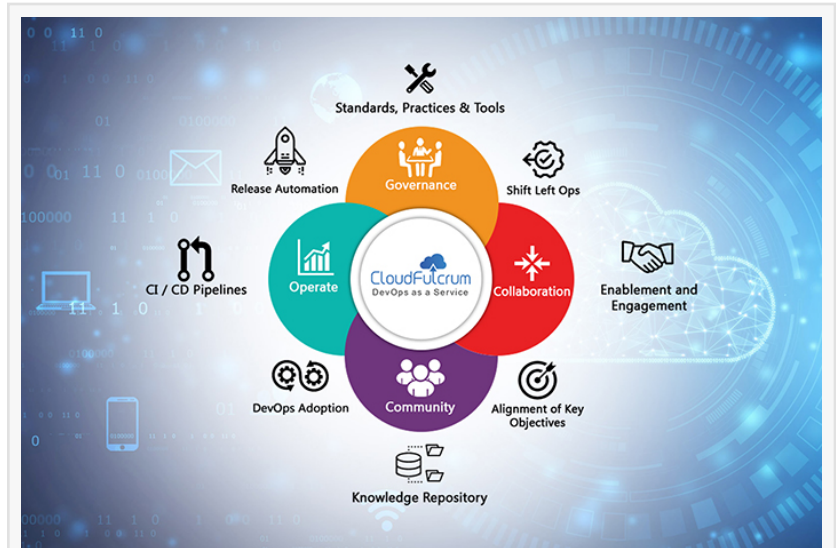 Standards, Practices & Tools
Release Automation
Governance
Shift Left Ops
CI / CD Pipelines
Operate
CloudFulcrum
DevOps as a Service
Collaboration
Enablement and
Engagement
DevOps Adoption
Community
Alignment of Key
Objectives
Knowledge Repository